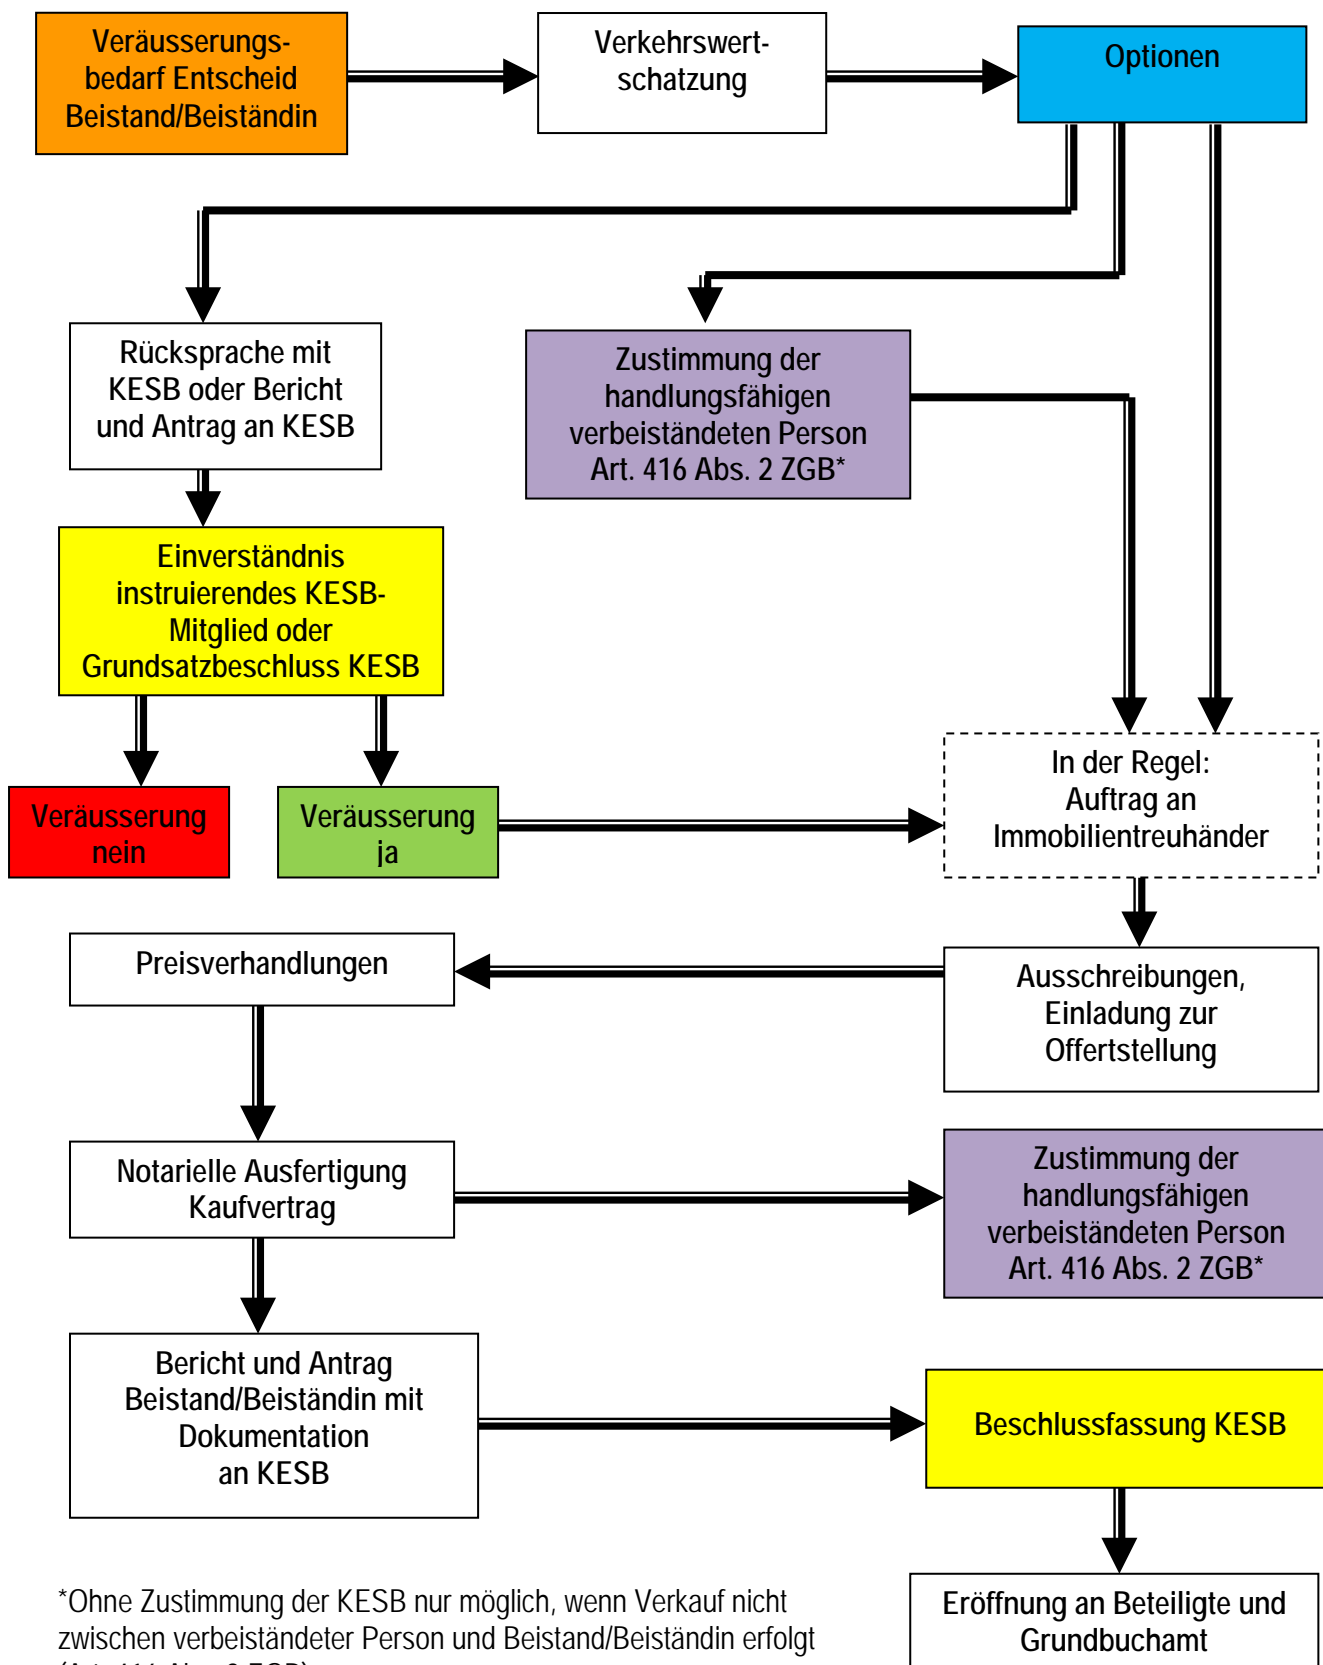 Veräusserungs-
bedarf Entscheid
Beistand/Beiständin
Verkehrswert-
schatzung
Optionen
Rücksprache mit
KESB oder Bericht
und Antrag an KESB
Zustimmung der
handlungsfähigen
verbeiständeten Person
Art. 416 Abs. 2 ZGB*
Einverständnis
instruierendes KESB-
Mitglied oder
Grundsatzbeschluss KESB
Veräusserung
nein
Veräusserung
ja
In der Regel:
Auftrag an
Immobilientreuhänder
Preisverhandlungen
Ausschreibungen,
Einladung zur
Offertstellung
Notarielle Ausfertigung
Kaufvertrag
Zustimmung der
handlungsfähigen
verbeiständeten Person
Art. 416 Abs. 2 ZGB*
Bericht und Antrag
Beistand/Beiständin mit
Dokumentation
an KESB
Beschlussfassung KESB
Eröffnung an Beteiligte und
Grundbuchamt
*Ohne Zustimmung der KESB nur möglich, wenn Verkauf nicht
zwischen verbeiständeter Person und Beistand/Beiständin erfolgt